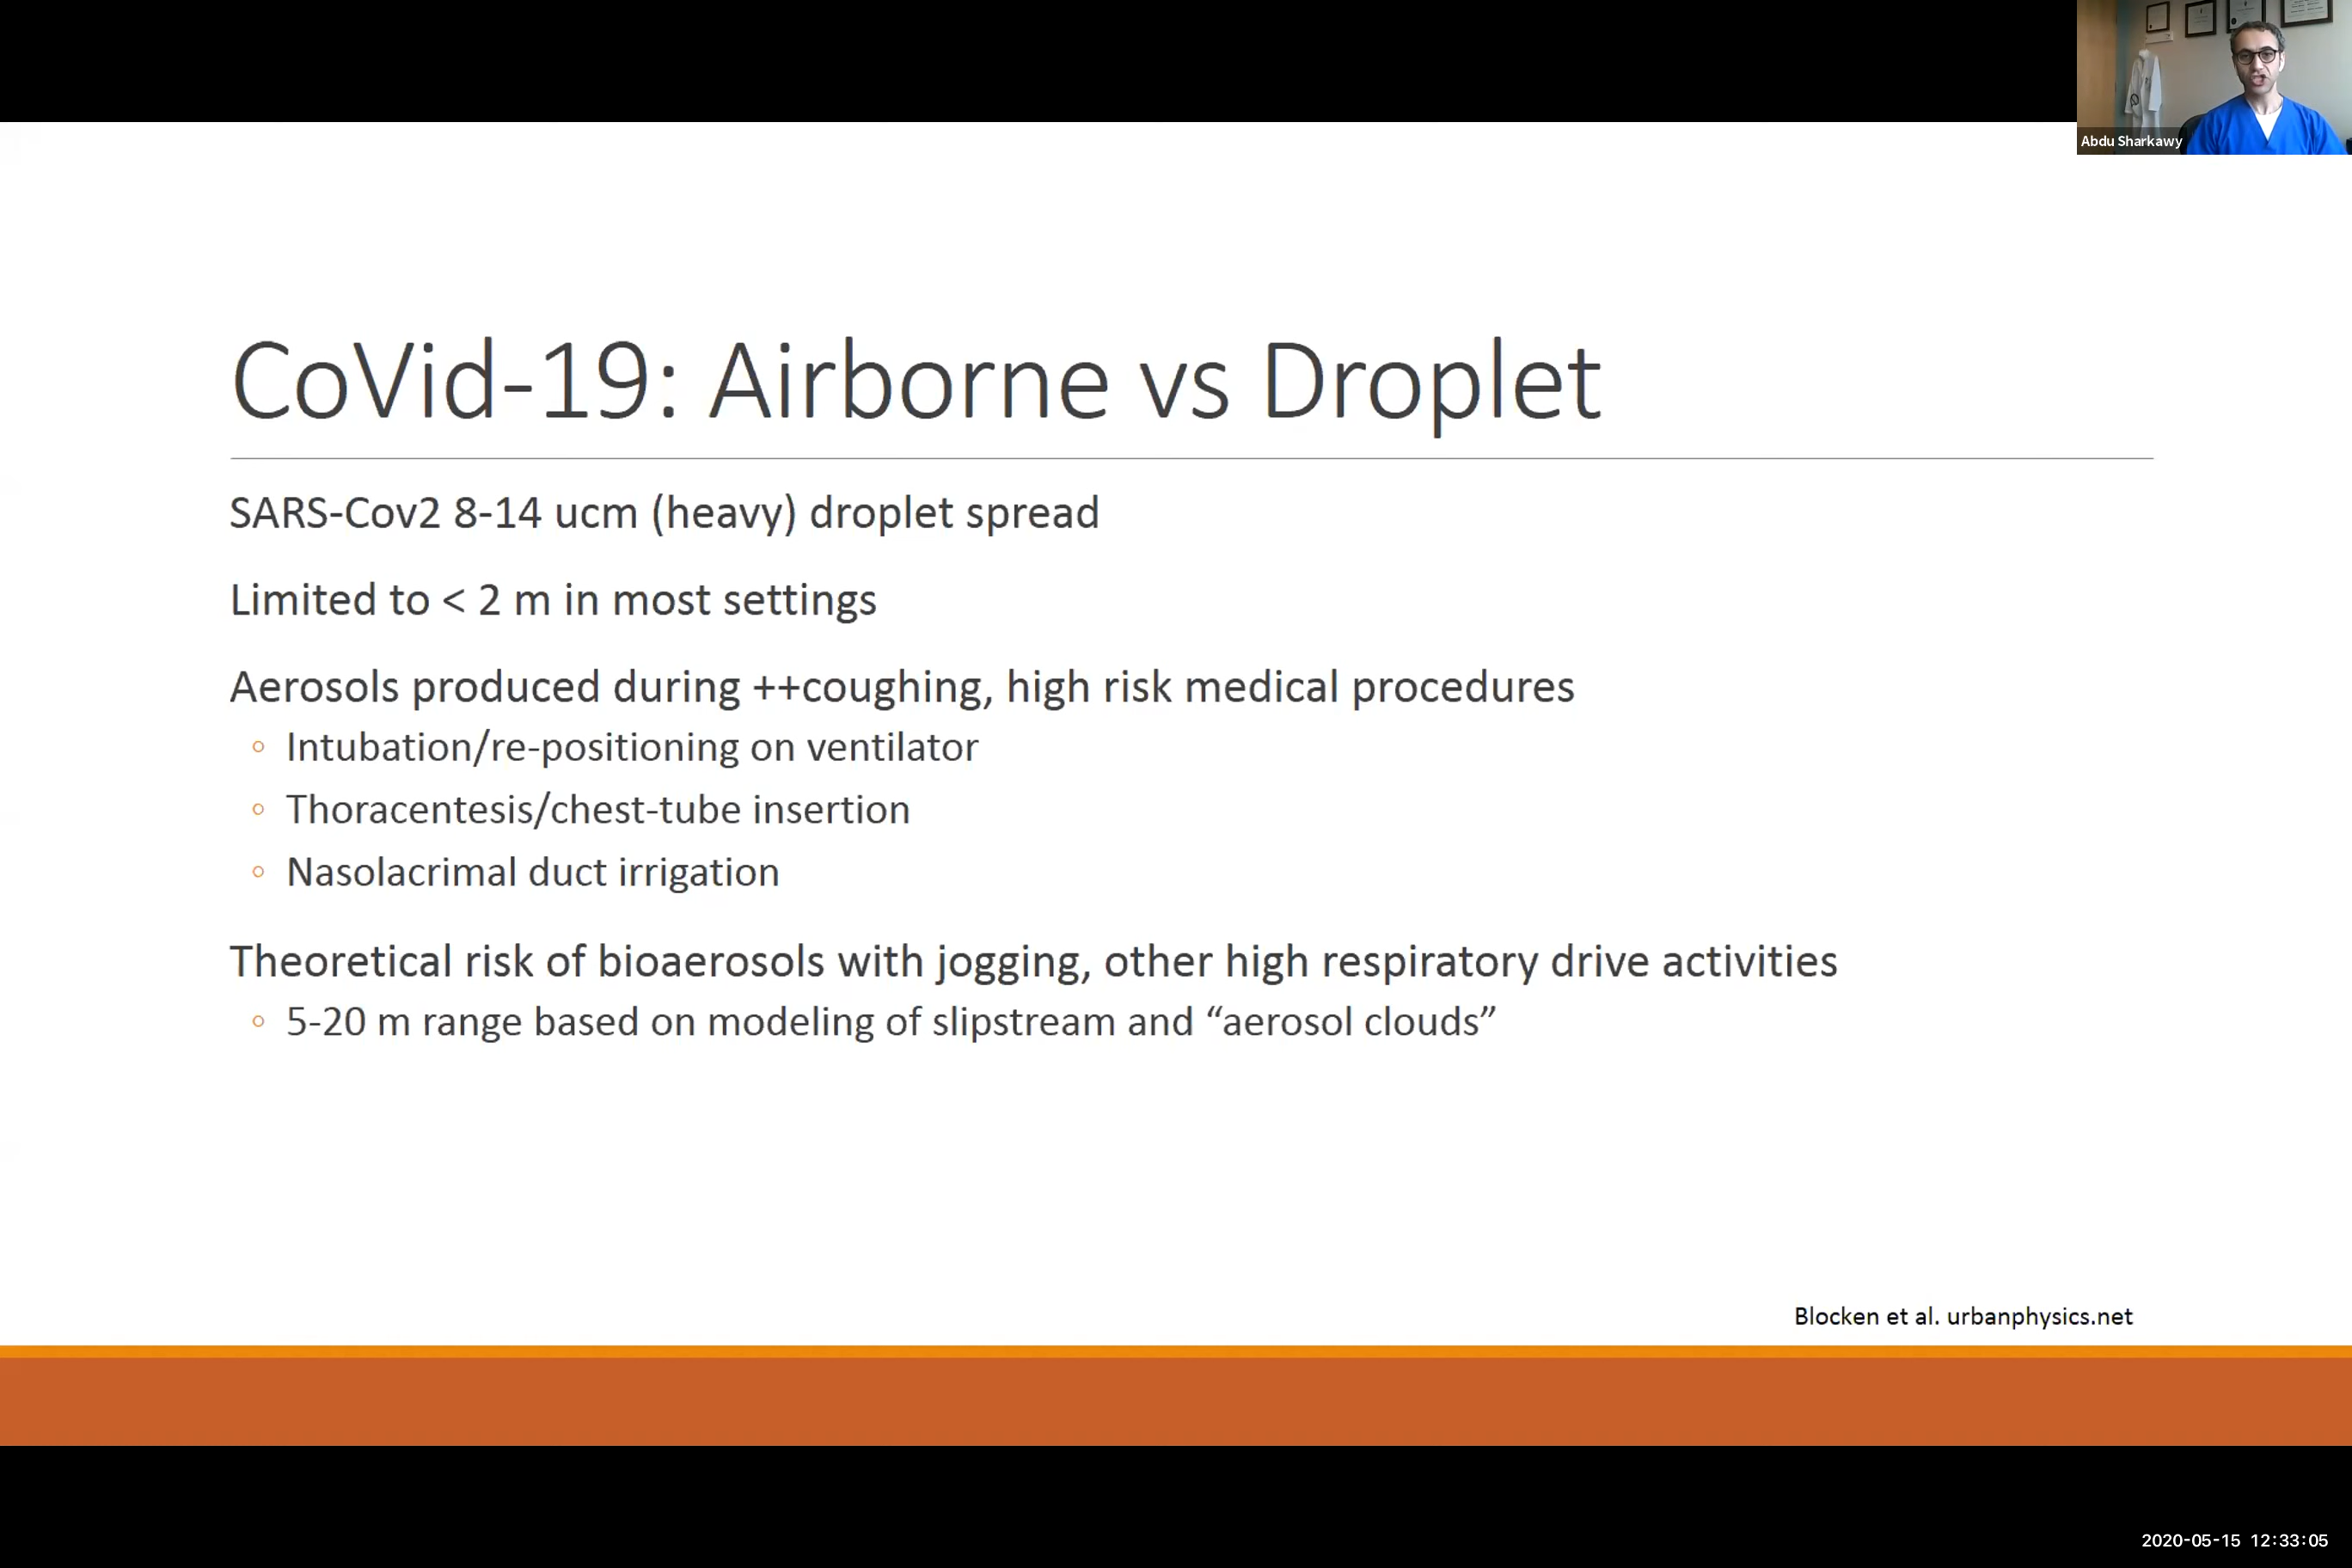 Abdu Sharkawy
CoVid-19: Airborne vs Droplet
SARS-Cov2 8-14 ucm (heavy) droplet spread
Limited to < 2 m in most settings
Aerosols produced during ++coughing, high risk medical procedures
◦ Intubation/re-positioning on ventilator
◦ Thoracentesis/chest-tube insertion
◦ Nasolacrimal duct irrigation
Theoretical risk of bioaerosols with jogging, other high respiratory drive activities
◦ 5-20 m range based on modeling of slipstream and “aerosol clouds”
Blocken et al. urbanphysics.net
2020-05-15 12:33:05